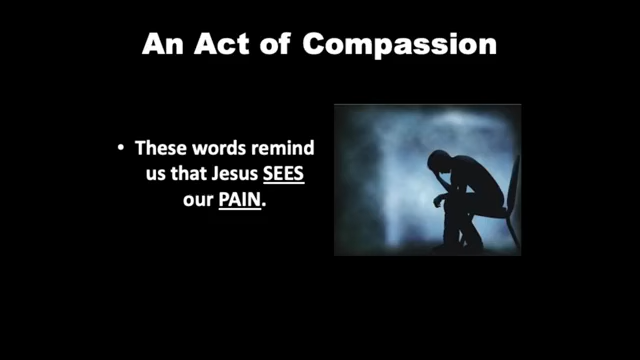 An Act of Compassion
• These words remind
us that Jesus SEES
our PAIN.